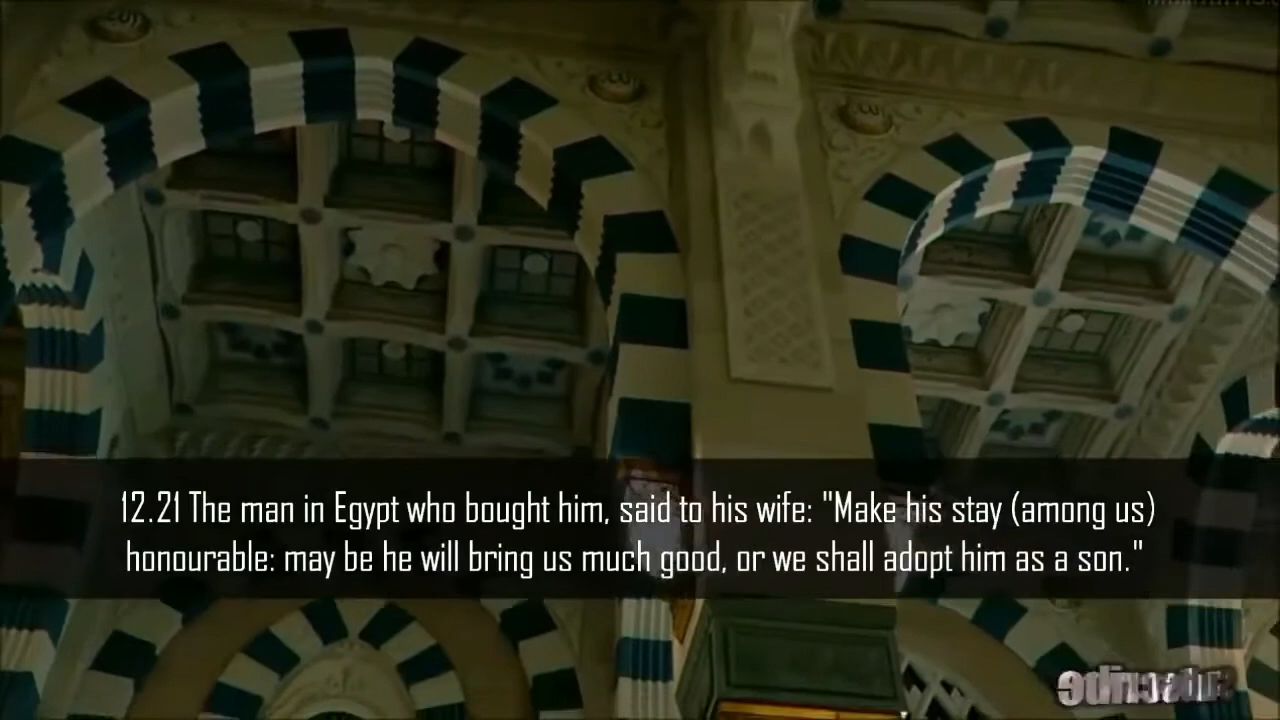 12.21 The man in Egypt who bought him, said to his wife: "Make his stay (among us)
honourable: may be he will bring us much good, or we shall adopt him as a son."
subscribe